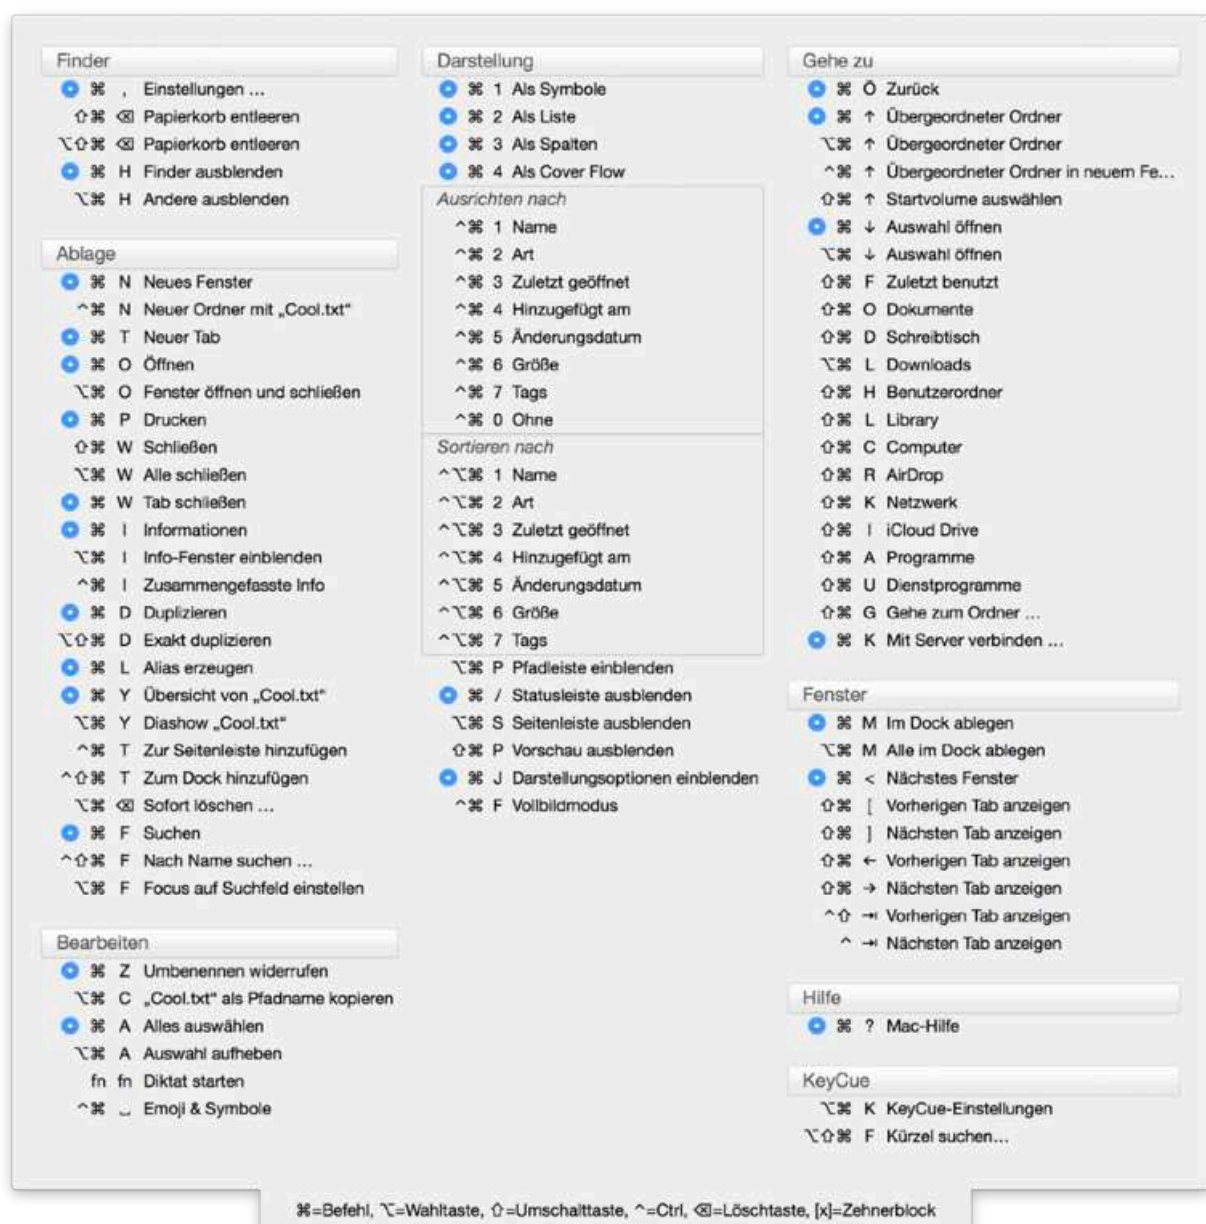 Finder
⌘ , Einstellungen ...
⇧⌘ ⌫ Papierkorb entleeren
⌥⇧⌘ ⌫ Papierkorb entleeren
⌘ H Finder ausblenden
⌥⌘ H Andere ausblenden
Ablage
⌘ N Neues Fenster
^⌘ N Neuer Ordner mit „Cool.txt“
⌘ T Neuer Tab
⌘ O Öffnen
⌥⌘ O Fenster öffnen und schließen
⌘ P Drucken
⇧⌘ W Schließen
⌥⌘ W Alle schließen
⌘ W Tab schließen
⌘ I Informationen
⌥⌘ I Info-Fenster einblenden
^⌘ I Zusammengefasste Info
⌘ D Duplizieren
⌥⇧⌘ D Exakt duplizieren
⌘ L Alias erzeugen
⌘ Y Übersicht von „Cool.txt“
⌥⌘ Y Diashow „Cool.txt“
^⌘ T Zur Seitenleiste hinzufügen
^⇧⌘ T Zum Dock hinzufügen
⌥⌘ ⌫ Sofort löschen ...
⌘ F Suchen
^⇧⌘ F Nach Name suchen ...
⌥⌘ F Focus auf Suchfeld einstellen
Bearbeiten
⌘ Z Umbenennen widerrufen
⌥⌘ C „Cool.txt“ als Pfadname kopieren
⌘ A Alles auswählen
⌥⌘ A Auswahl aufheben
fn fn Diktat starten
^⌘ ⎵ Emoji & Symbole
Darstellung
⌘ 1 Als Symbole
⌘ 2 Als Liste
⌘ 3 Als Spalten
⌘ 4 Als Cover Flow
Ausrichten nach
^⌘ 1 Name
^⌘ 2 Art
^⌘ 3 Zuletzt geöffnet
^⌘ 4 Hinzugefügt am
^⌘ 5 Änderungsdatum
^⌘ 6 Größe
^⌘ 7 Tags
^⌘ 0 Ohne
Sortieren nach
^⌥⌘ 1 Name
^⌥⌘ 2 Art
^⌥⌘ 3 Zuletzt geöffnet
^⌥⌘ 4 Hinzugefügt am
^⌥⌘ 5 Änderungsdatum
^⌥⌘ 6 Größe
^⌥⌘ 7 Tags
⌥⌘ P Pfadleiste einblenden
⌘ / Statusleiste ausblenden
⌥⌘ S Seitenleiste ausblenden
⇧⌘ P Vorschau ausblenden
⌘ J Darstellungsoptionen einblenden
^⌘ F Vollbildmodus
Gehe zu
⌘ Ö Zurück
⌘ ↑ Übergeordneter Ordner
⌥⌘ ↑ Übergeordneter Ordner
^⌘ ↑ Übergeordneter Ordner in neuem Fe...
⇧⌘ ↑ Startvolume auswählen
⌘ ↓ Auswahl öffnen
⌥⌘ ↓ Auswahl öffnen
⇧⌘ F Zuletzt benutzt
⇧⌘ O Dokumente
⇧⌘ D Schreibtisch
⌥⌘ L Downloads
⇧⌘ H Benutzerordner
⇧⌘ L Library
⇧⌘ C Computer
⇧⌘ R AirDrop
⇧⌘ K Netzwerk
⇧⌘ I iCloud Drive
⇧⌘ A Programme
⇧⌘ U Dienstprogramme
⇧⌘ G Gehe zum Ordner ...
⌘ K Mit Server verbinden ...
Fenster
⌘ M Im Dock ablegen
⌥⌘ M Alle im Dock ablegen
⌘ < Nächstes Fenster
⇧⌘ [ Vorherigen Tab anzeigen
⇧⌘ ] Nächsten Tab anzeigen
⇧⌘ ← Vorherigen Tab anzeigen
⇧⌘ → Nächsten Tab anzeigen
^⇧ ⇥ Vorherigen Tab anzeigen
^ ⇥ Nächsten Tab anzeigen
Hilfe
⌘ ? Mac-Hilfe
KeyCue
⌥⌘ K KeyCue-Einstellungen
⌥⇧⌘ F Kürzel suchen...
⌘=Befehl, ⌥=Wahltaste, ⇧=Umschalttaste, ^=Ctrl, ⌫=Löschtaste, [x]=Zehnerblock